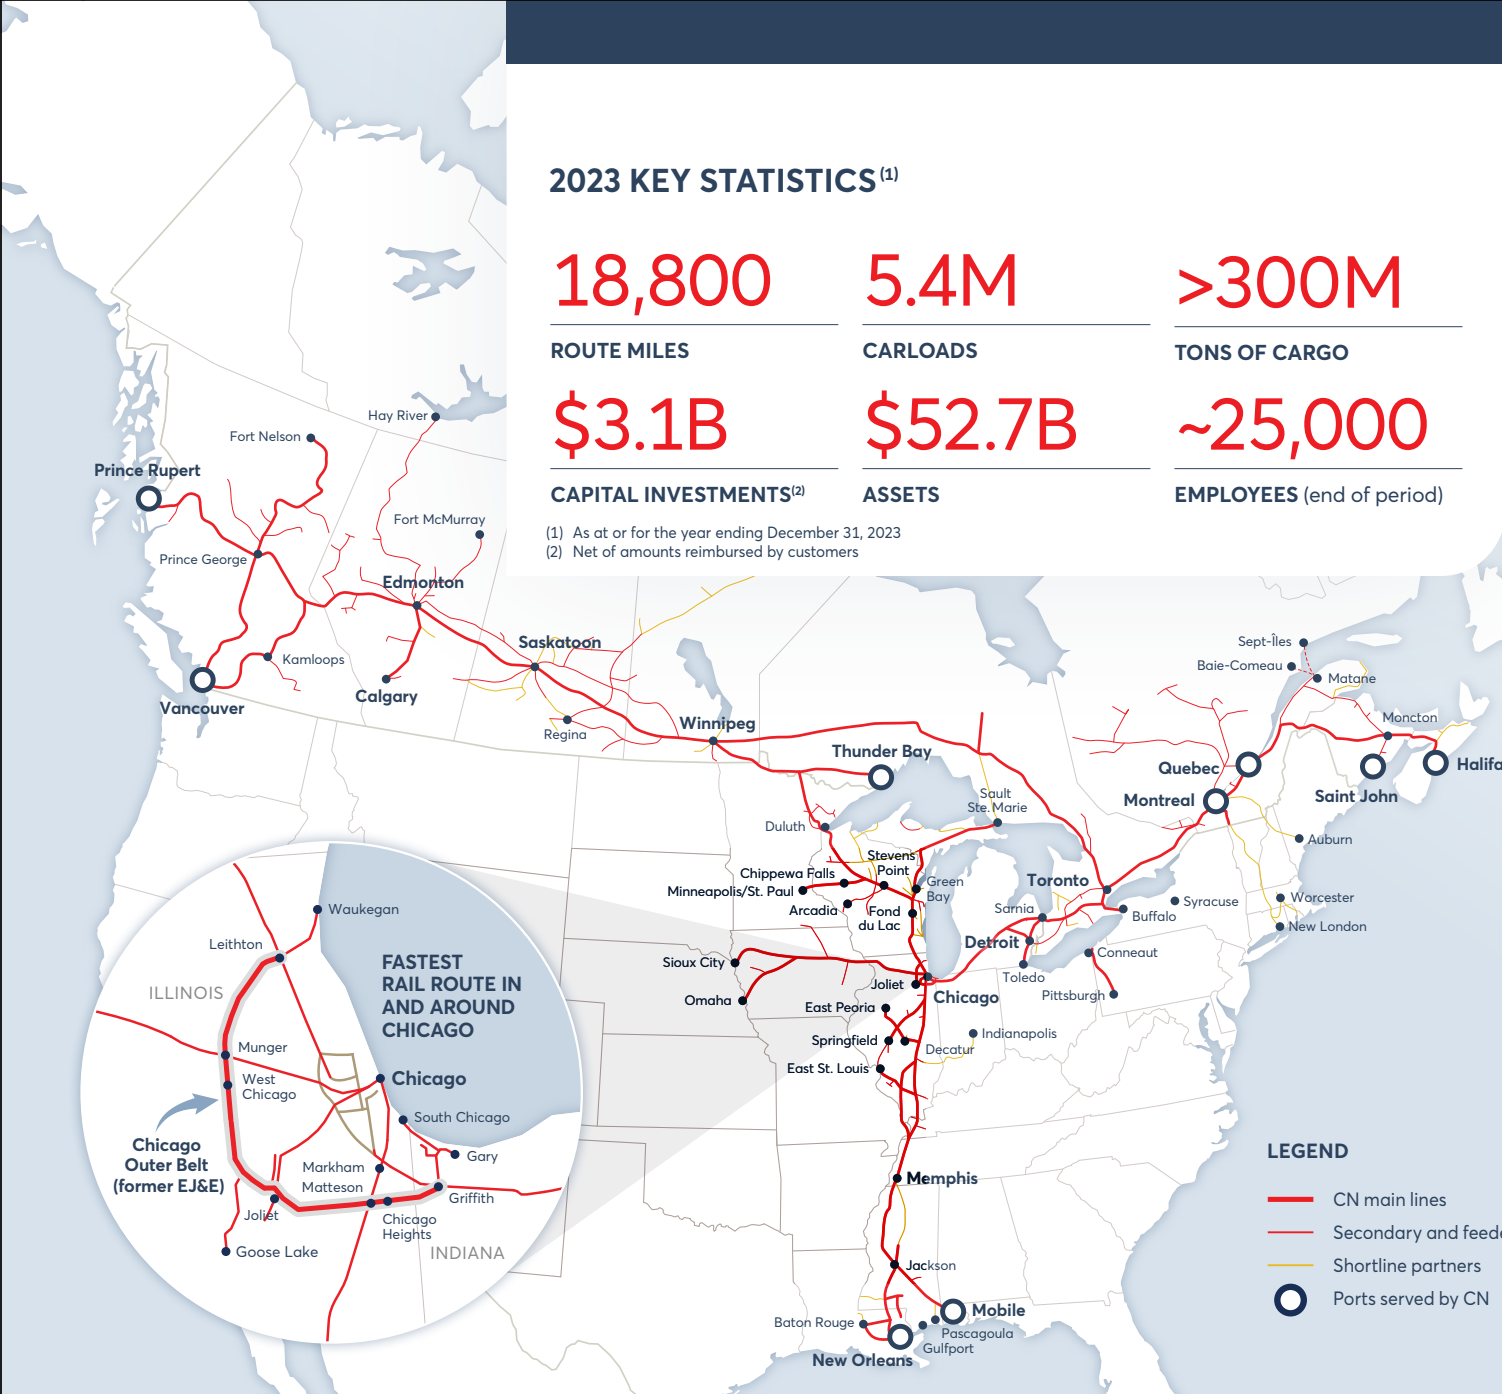 2023 KEY STATISTICS(1)
18,800
ROUTE MILES
5.4M
CARLOADS
>300M
TONS OF CARGO
$3.1B
CAPITAL INVESTMENTS(2)
$52.7B
ASSETS
~25,000
EMPLOYEES (end of period)
(1) As at or for the year ending December 31, 2023
(2) Net of amounts reimbursed by customers
Hay River
Fort Nelson
Prince Rupert
Fort McMurray
Prince George
Edmonton
Saskatoon
Kamloops
Calgary
Vancouver
Regina
Winnipeg
Thunder Bay
Sept-Îles
Baie-Comeau
Matane
Moncton
Quebec
Halifa
Montreal
Saint John
Sault
Ste. Marie
Duluth
Auburn
Stevens
Point
Chippewa Falls
Minneapolis/St. Paul
Green
Bay
Toronto
Arcadia
Fond
du Lac
Sarnia
Buffalo
Syracuse
Worcester
New London
Detroit
Conneaut
Sioux City
Toledo
Joliet
Pittsburgh
Omaha
Chicago
East Peoria
Springfield
Indianapolis
Decatur
East St. Louis
Memphis
Jackson
Mobile
Baton Rouge
Pascagoula
Gulfport
New Orleans
Waukegan
Leithton
FASTEST
RAIL ROUTE IN
AND AROUND
CHICAGO
ILLINOIS
Munger
West
Chicago
Chicago
South Chicago
Chicago
Outer Belt
(former EJ&E)
Gary
Markham
Matteson
Griffith
Joliet
Chicago
Heights
Goose Lake
INDIANA
LEGEND
CN main lines
Secondary and feede
Shortline partners
Ports served by CN